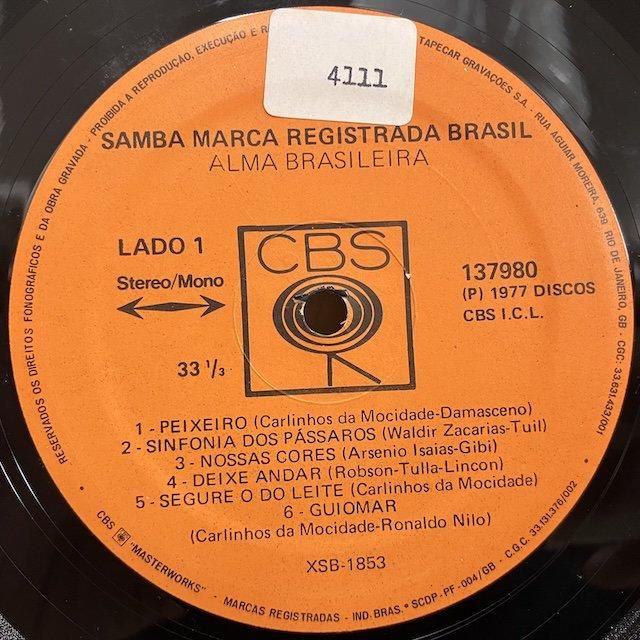 4111
SAMBA MARCA REGISTRADA BRASIL
ALMA BRASILEIRA
LADO 1
Stereo/Mono
33 1/3
CBS
137980
(P) 1977 DISCOS
CBS I.C.L.
1 - PEIXEIRO (Carlinhos da Mocidade-Damasceno)
2 - SINFONIA DOS PÁSSAROS (Waldir Zacarias-Tuil)
3 - NOSSAS CORES (Arsenio Isaias-Gibi)
4 - DEIXE ANDAR (Robson-Tulla-Lincon)
5 - SEGURE O DO LEITE (Carlinhos da Mocidade)
6 - GUIOMAR
(Carlinhos da Mocidade-Ronaldo Nilo)
XSB-1853
RESERVADOS OS DIREITOS FONOGRÁFICOS E DA OBRA GRAVADA - PROIBIDA A REPRODUÇÃO, EXECUÇÃO E
TAPECAR GRAVAÇÕES S.A. - RUA AGUIAR MOREIRA, 639 RIO DE JANEIRO, GB - CGC: 33.631.433/001
CBS "MASTERWORKS" - MARCAS REGISTRADAS - IND. BRAS. • SCDP - PF - 004/GB - C.G.C. 33.131.376/002 •